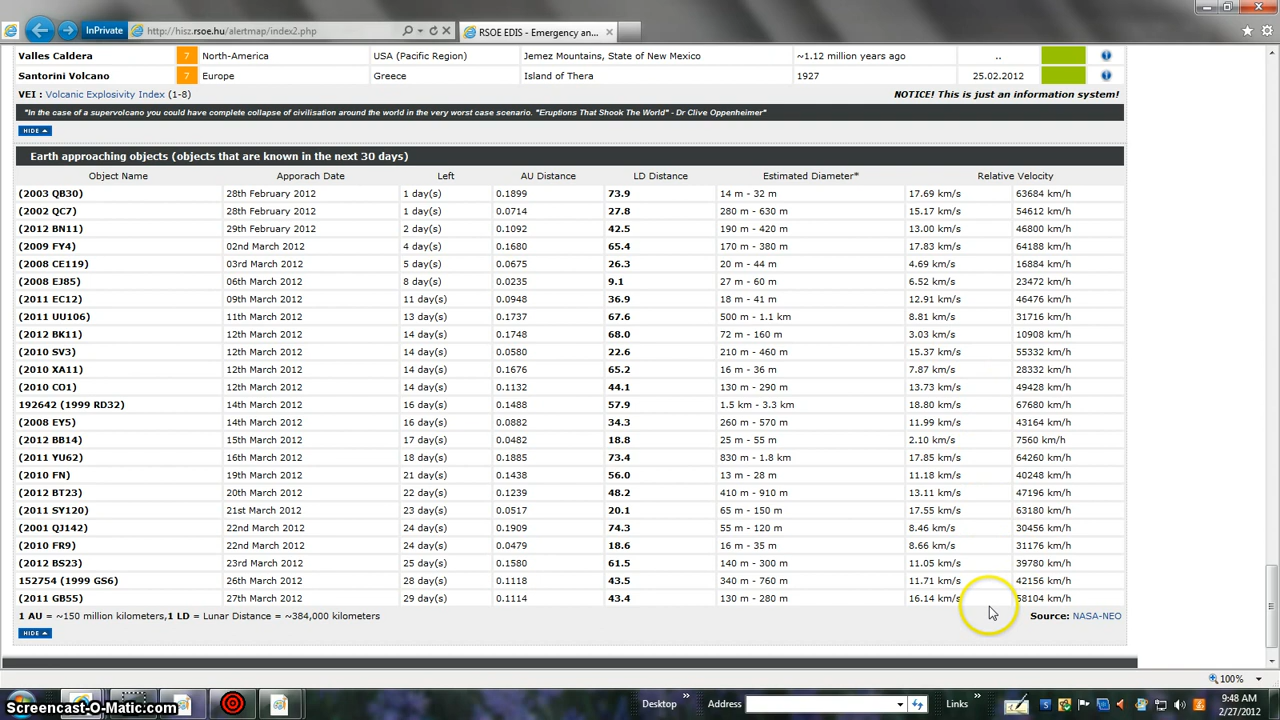 InPrivate http://hisz.rsoe.hu/alertmap/index2.php RSOE EDIS - Emergency an...
Valles Caldera 7 North-America USA (Pacific Region) Jemez Mountains, State of New Mexico ~1.12 million years ago ..
Santorini Volcano 7 Europe Greece Island of Thera 1927 25.02.2012
VEI : Volcanic Explosivity Index (1-8) NOTICE! This is just an information system!
"In the case of a supervolcano you could have complete collapse of civilisation around the world in the very worst case scenario. "Eruptions That Shook The World" - Dr Clive Oppenheimer"
HIDE
Earth approaching objects (objects that are known in the next 30 days)
Object Name Apporach Date Left AU Distance LD Distance Estimated Diameter* Relative Velocity
(2003 QB30) 28th February 2012 1 day(s) 0.1899 73.9 14 m - 32 m 17.69 km/s 63684 km/h
(2002 QC7) 28th February 2012 1 day(s) 0.0714 27.8 280 m - 630 m 15.17 km/s 54612 km/h
(2012 BN11) 29th February 2012 2 day(s) 0.1092 42.5 190 m - 420 m 13.00 km/s 46800 km/h
(2009 FY4) 02nd March 2012 4 day(s) 0.1680 65.4 170 m - 380 m 17.83 km/s 64188 km/h
(2008 CE119) 03rd March 2012 5 day(s) 0.0675 26.3 20 m - 44 m 4.69 km/s 16884 km/h
(2008 EJ85) 06th March 2012 8 day(s) 0.0235 9.1 27 m - 60 m 6.52 km/s 23472 km/h
(2011 EC12) 09th March 2012 11 day(s) 0.0948 36.9 18 m - 41 m 12.91 km/s 46476 km/h
(2011 UU106) 11th March 2012 13 day(s) 0.1737 67.6 500 m - 1.1 km 8.81 km/s 31716 km/h
(2012 BK11) 12th March 2012 14 day(s) 0.1748 68.0 72 m - 160 m 3.03 km/s 10908 km/h
(2010 SV3) 12th March 2012 14 day(s) 0.0580 22.6 210 m - 460 m 15.37 km/s 55332 km/h
(2010 XA11) 12th March 2012 14 day(s) 0.1676 65.2 16 m - 36 m 7.87 km/s 28332 km/h
(2010 CO1) 12th March 2012 14 day(s) 0.1132 44.1 130 m - 290 m 13.73 km/s 49428 km/h
192642 (1999 RD32) 14th March 2012 16 day(s) 0.1488 57.9 1.5 km - 3.3 km 18.80 km/s 67680 km/h
(2008 EY5) 14th March 2012 16 day(s) 0.0882 34.3 260 m - 570 m 11.99 km/s 43164 km/h
(2012 BB14) 15th March 2012 17 day(s) 0.0482 18.8 25 m - 55 m 2.10 km/s 7560 km/h
(2011 YU62) 16th March 2012 18 day(s) 0.1885 73.4 830 m - 1.8 km 17.85 km/s 64260 km/h
(2010 FN) 19th March 2012 21 day(s) 0.1438 56.0 13 m - 28 m 11.18 km/s 40248 km/h
(2012 BT23) 20th March 2012 22 day(s) 0.1239 48.2 410 m - 910 m 13.11 km/s 47196 km/h
(2011 SY120) 21st March 2012 23 day(s) 0.0517 20.1 65 m - 150 m 17.55 km/s 63180 km/h
(2001 QJ142) 22nd March 2012 24 day(s) 0.1909 74.3 55 m - 120 m 8.46 km/s 30456 km/h
(2010 FR9) 22nd March 2012 24 day(s) 0.0479 18.6 16 m - 35 m 8.66 km/s 31176 km/h
(2012 BS23) 23rd March 2012 25 day(s) 0.1580 61.5 140 m - 300 m 11.05 km/s 39780 km/h
152754 (1999 GS6) 26th March 2012 28 day(s) 0.1118 43.5 340 m - 760 m 11.71 km/s 42156 km/h
(2011 GB55) 27th March 2012 29 day(s) 0.1114 43.4 130 m - 280 m 16.14 km/s 58104 km/h
1 AU = ~150 million kilometers,1 LD = Lunar Distance = ~384,000 kilometers Source: NASA-NEO
HIDE
100%
Screencast-O-Matic.com Desktop Address Links 9:48 AM
2/27/2012